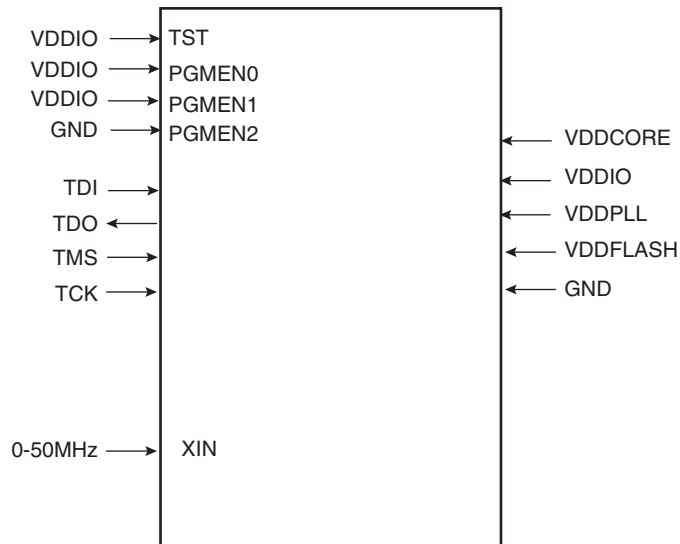 VDDIO TST
VDDIO PGMEN0
VDDIO PGMEN1
GND PGMEN2
VDDCORE
TDI VDDIO
TDO VDDPLL
TMS VDDFLASH
TCK GND
0-50MHz XIN